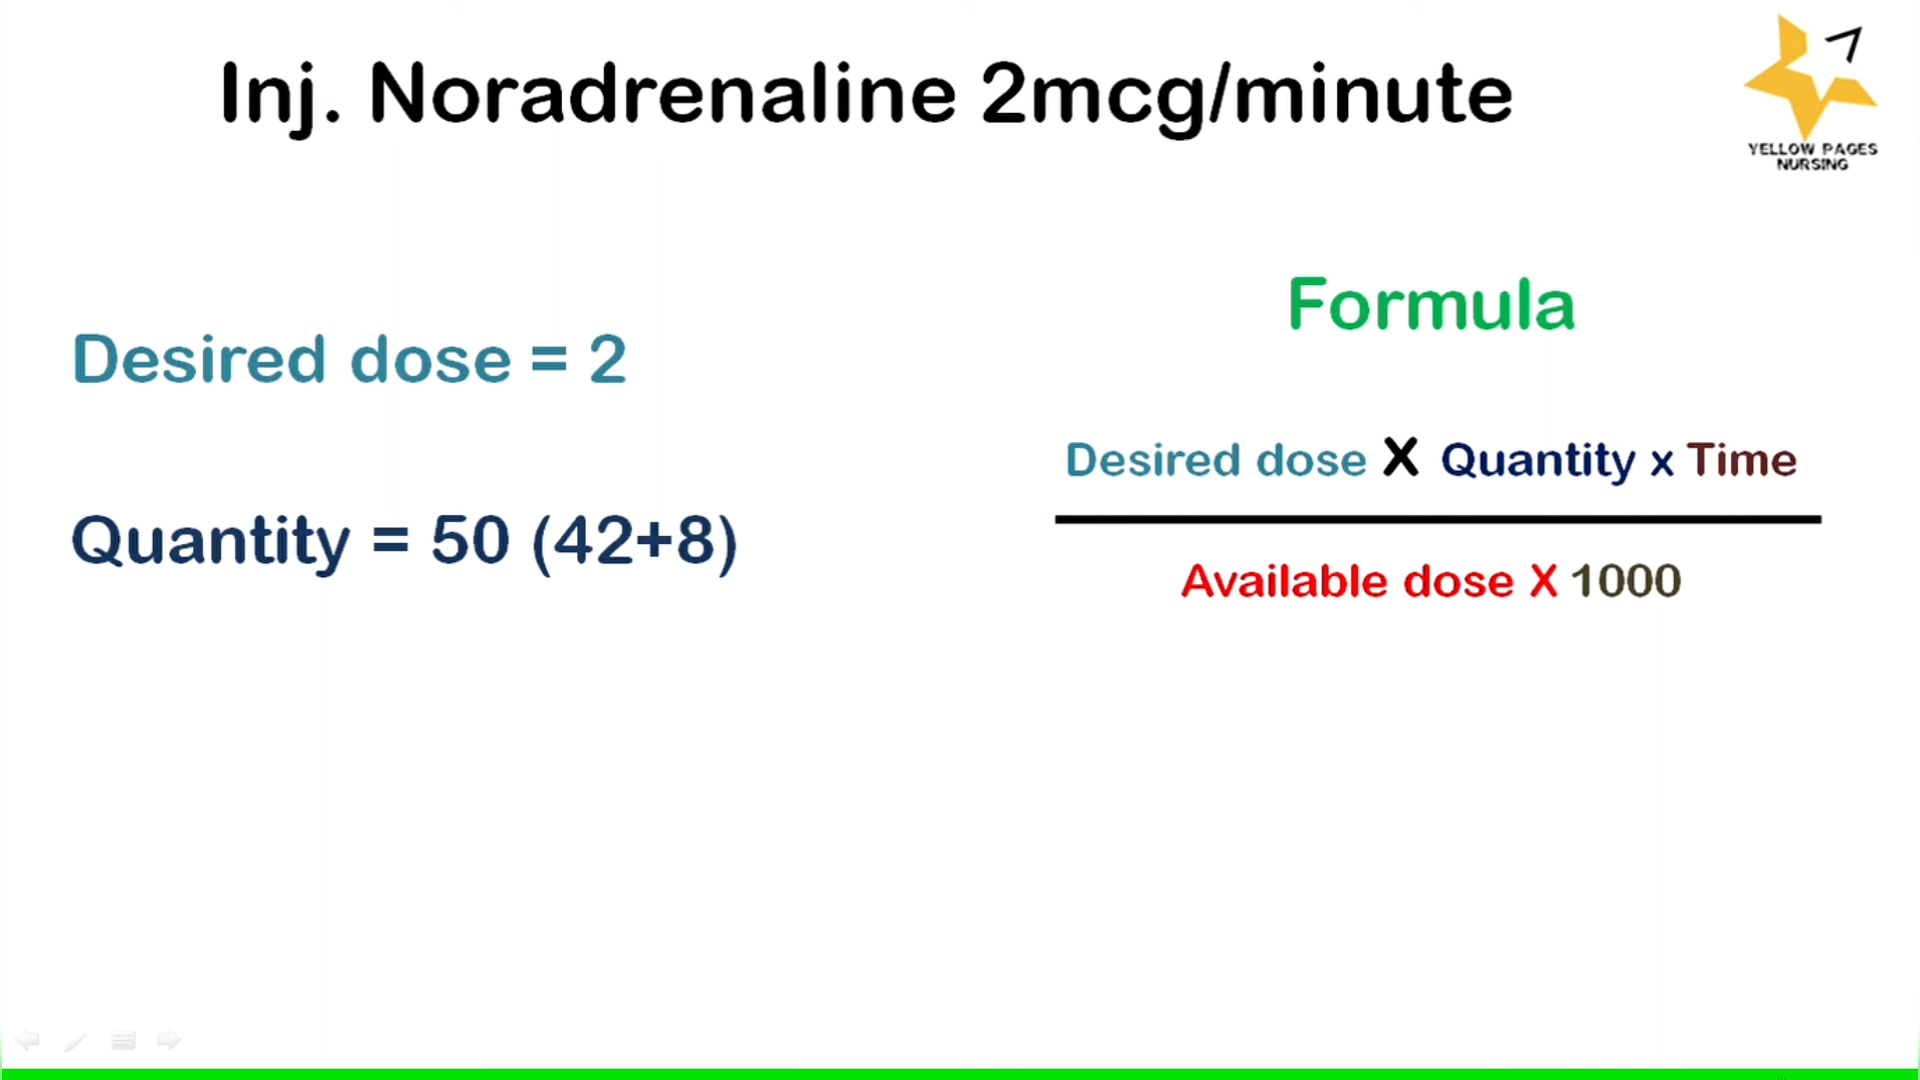 Inj. Noradrenaline 2mcg/minute
YELLOW PAGES
NURSING
Formula
Desired dose = 2
Desired dose X Quantity x Time
Quantity = 50 (42+8)
Available dose X 1000